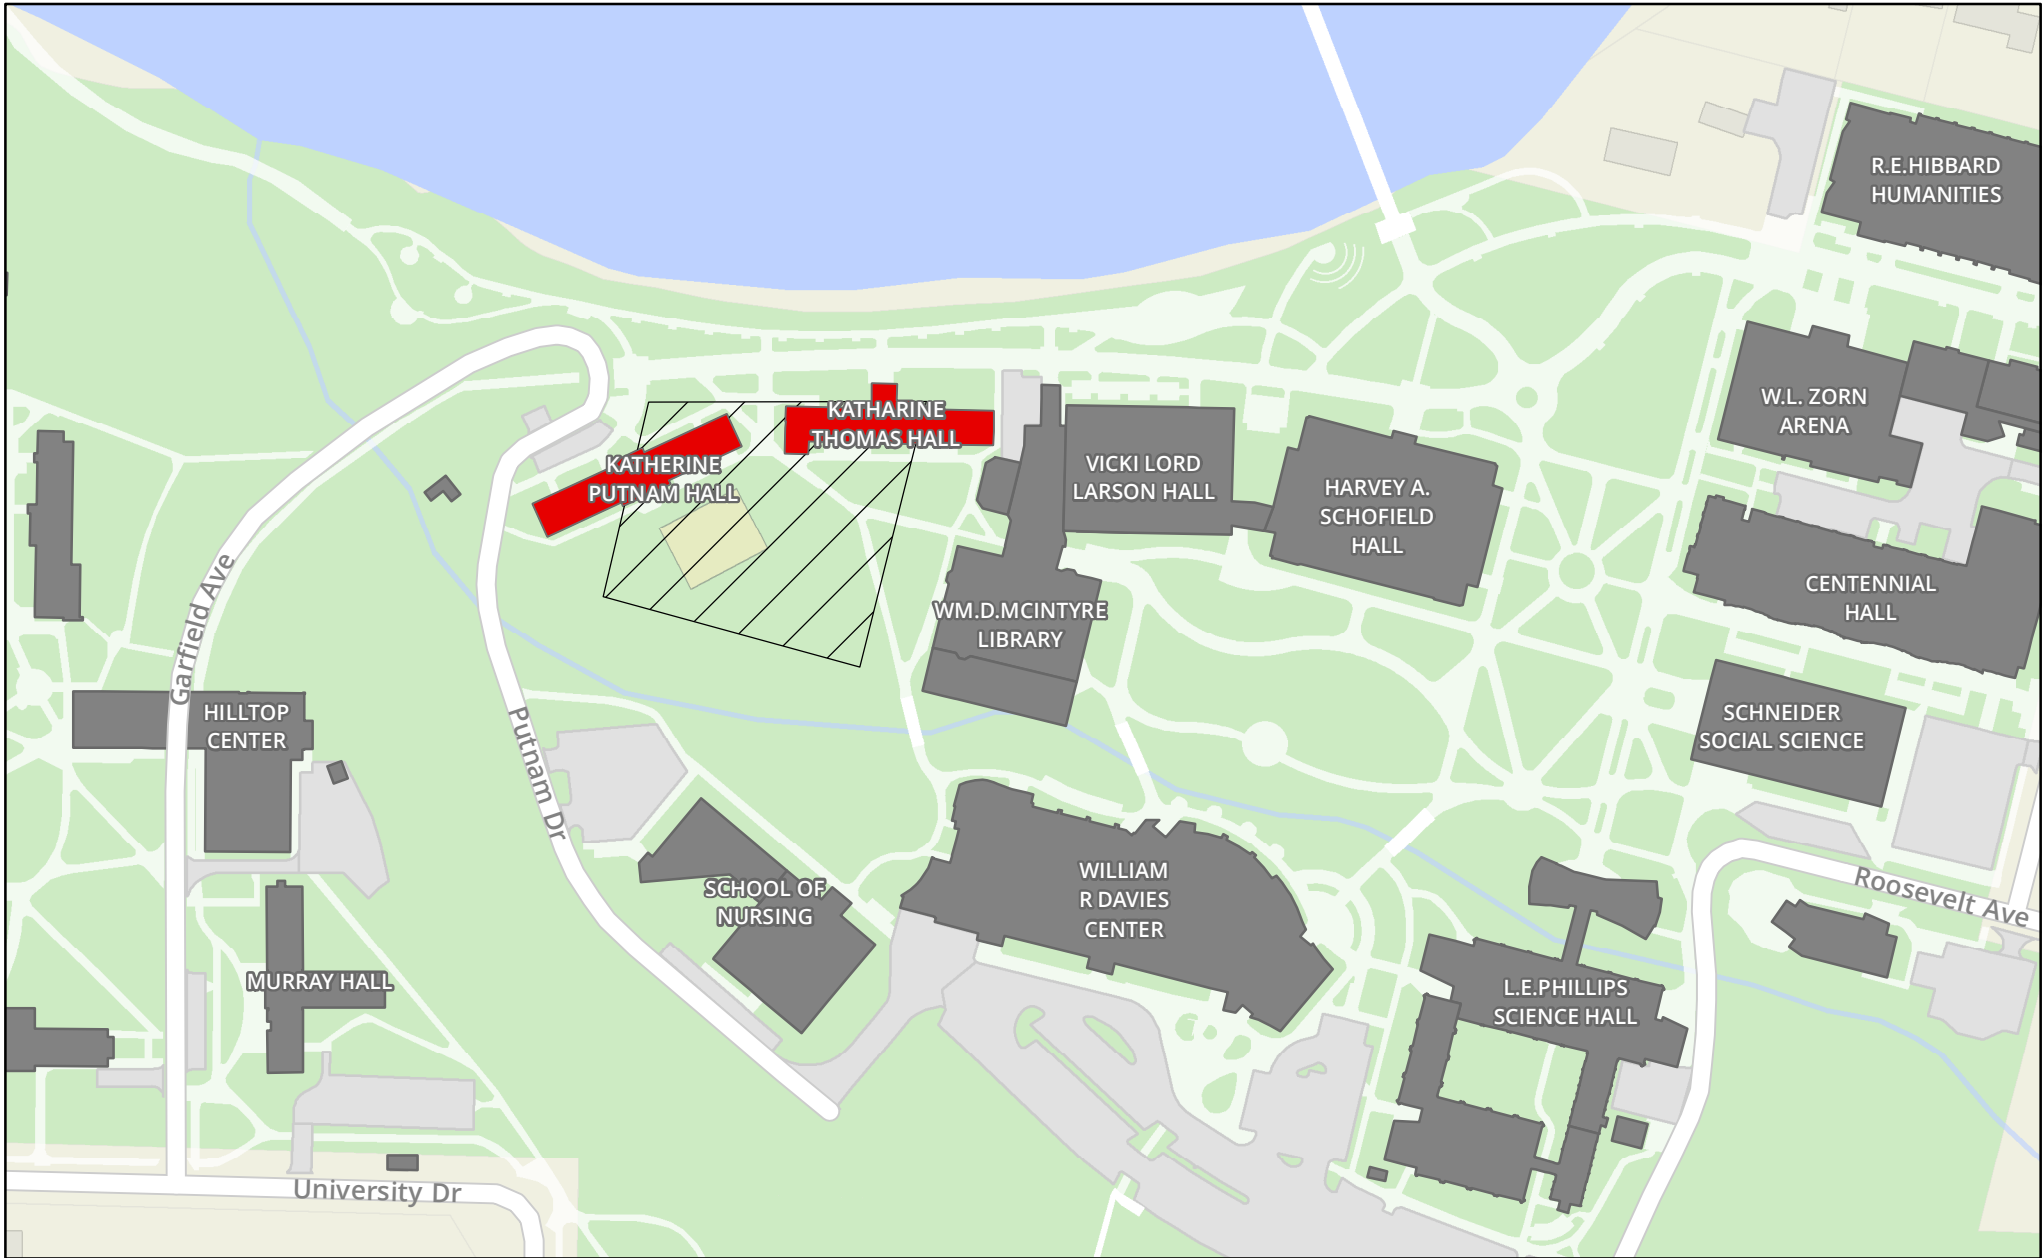 R.E.HIBBARD
HUMANITIES
W.L. ZORN
ARENA
KATHARINE
THOMAS HALL
KATHERINE
PUTNAM HALL
VICKI LORD
LARSON HALL
HARVEY A.
SCHOFIELD
HALL
CENTENNIAL
HALL
WM.D.MCINTYRE
LIBRARY
Garfield Ave
HILLTOP
CENTER
Putnam Dr
SCHNEIDER
SOCIAL SCIENCE
SCHOOL OF
NURSING
WILLIAM
R DAVIES
CENTER
Roosevelt Ave
MURRAY HALL
L.E.PHILLIPS
SCIENCE HALL
University Dr